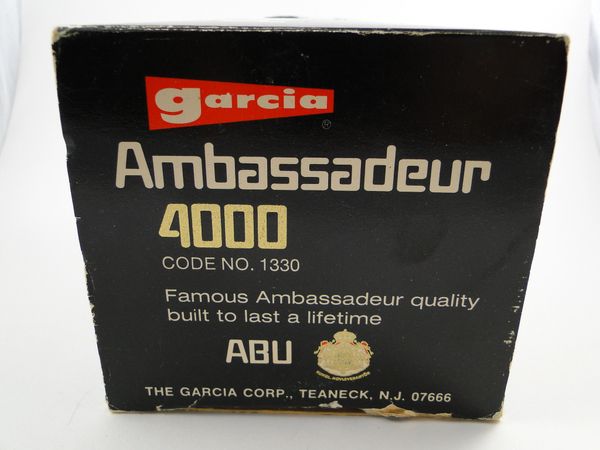 garcia
®
Ambassadeur
4000
CODE NO. 1330
Famous Ambassadeur quality
built to last a lifetime
ABU
THE GARCIA CORP., TEANECK, N.J. 07666